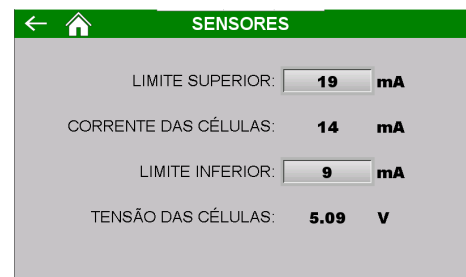 SENSORES
LIMITE SUPERIOR: 19 mA
CORRENTE DAS CÉLULAS: 14 mA
LIMITE INFERIOR: 9 mA
TENSÃO DAS CÉLULAS: 5.09 V